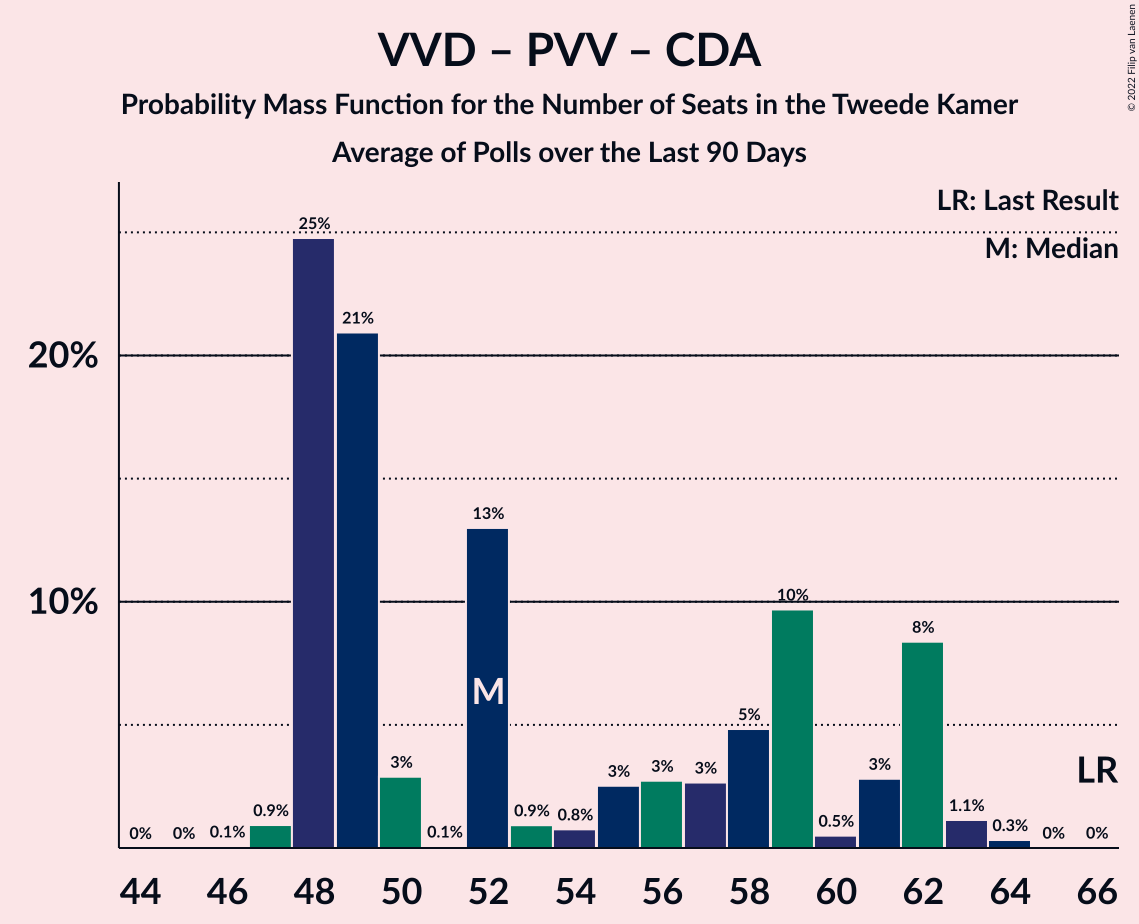 VVD – PVV – CDA
Probability Mass Function for the Number of Seats in the Tweede Kamer
Average of Polls over the Last 90 Days
© 2022 Filip van Laenen
LR: Last Result
M: Median
20%
10%
0% 0% 0.1% 0.9% 25% 21% 3% 0.1% 13% 0.9% 0.8% 3% 3% 3% 5% 10% 0.5% 3% 8% 1.1% 0.3% 0% 0%
M
LR
44 46 48 50 52 54 56 58 60 62 64 66